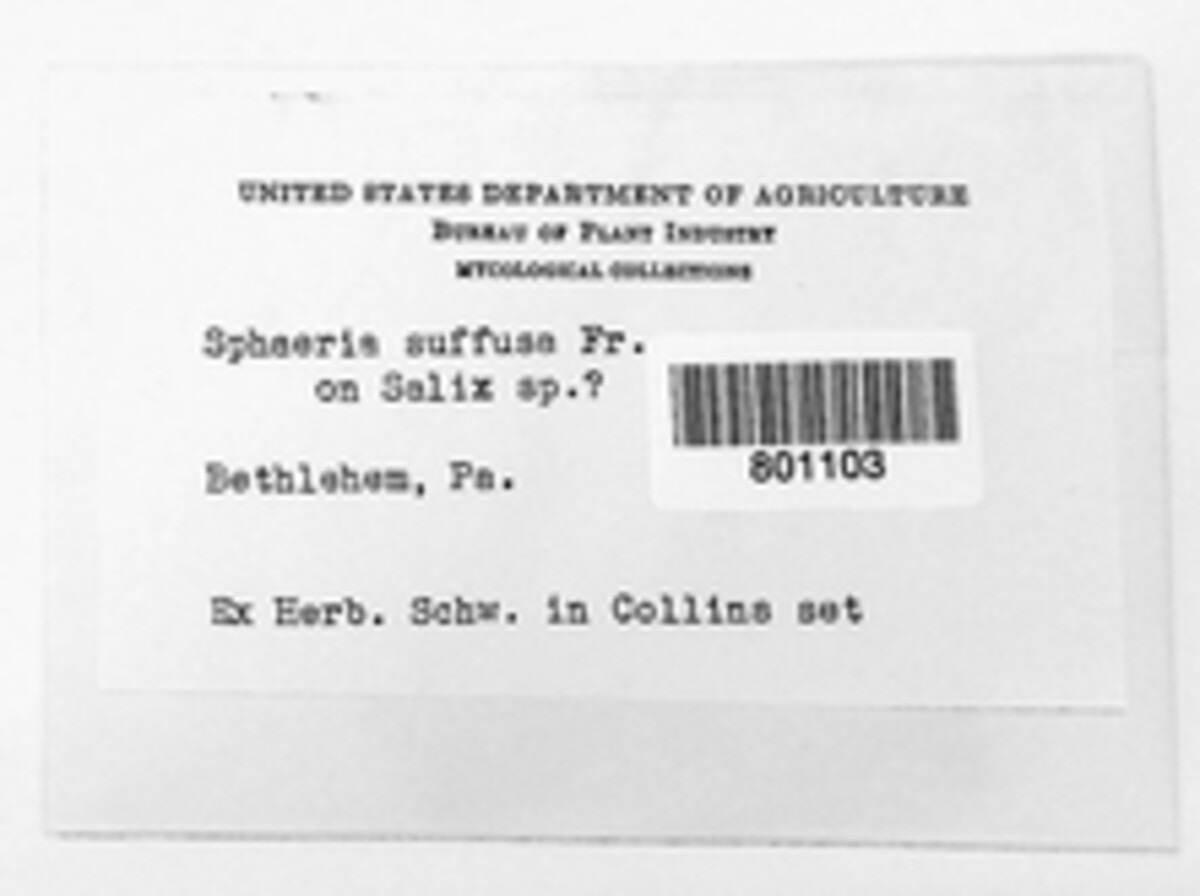 UNITED STATES DEPARTMENT OF AGRICULTURE
BUREAU OF PLANT INDUSTRY
MYCOLOGICAL COLLECTIONS
Sphaeria suffusa Fr.
on Salix sp.?
801103
Bethlehem, Pa.
Ex Herb. Schw. in Collins set